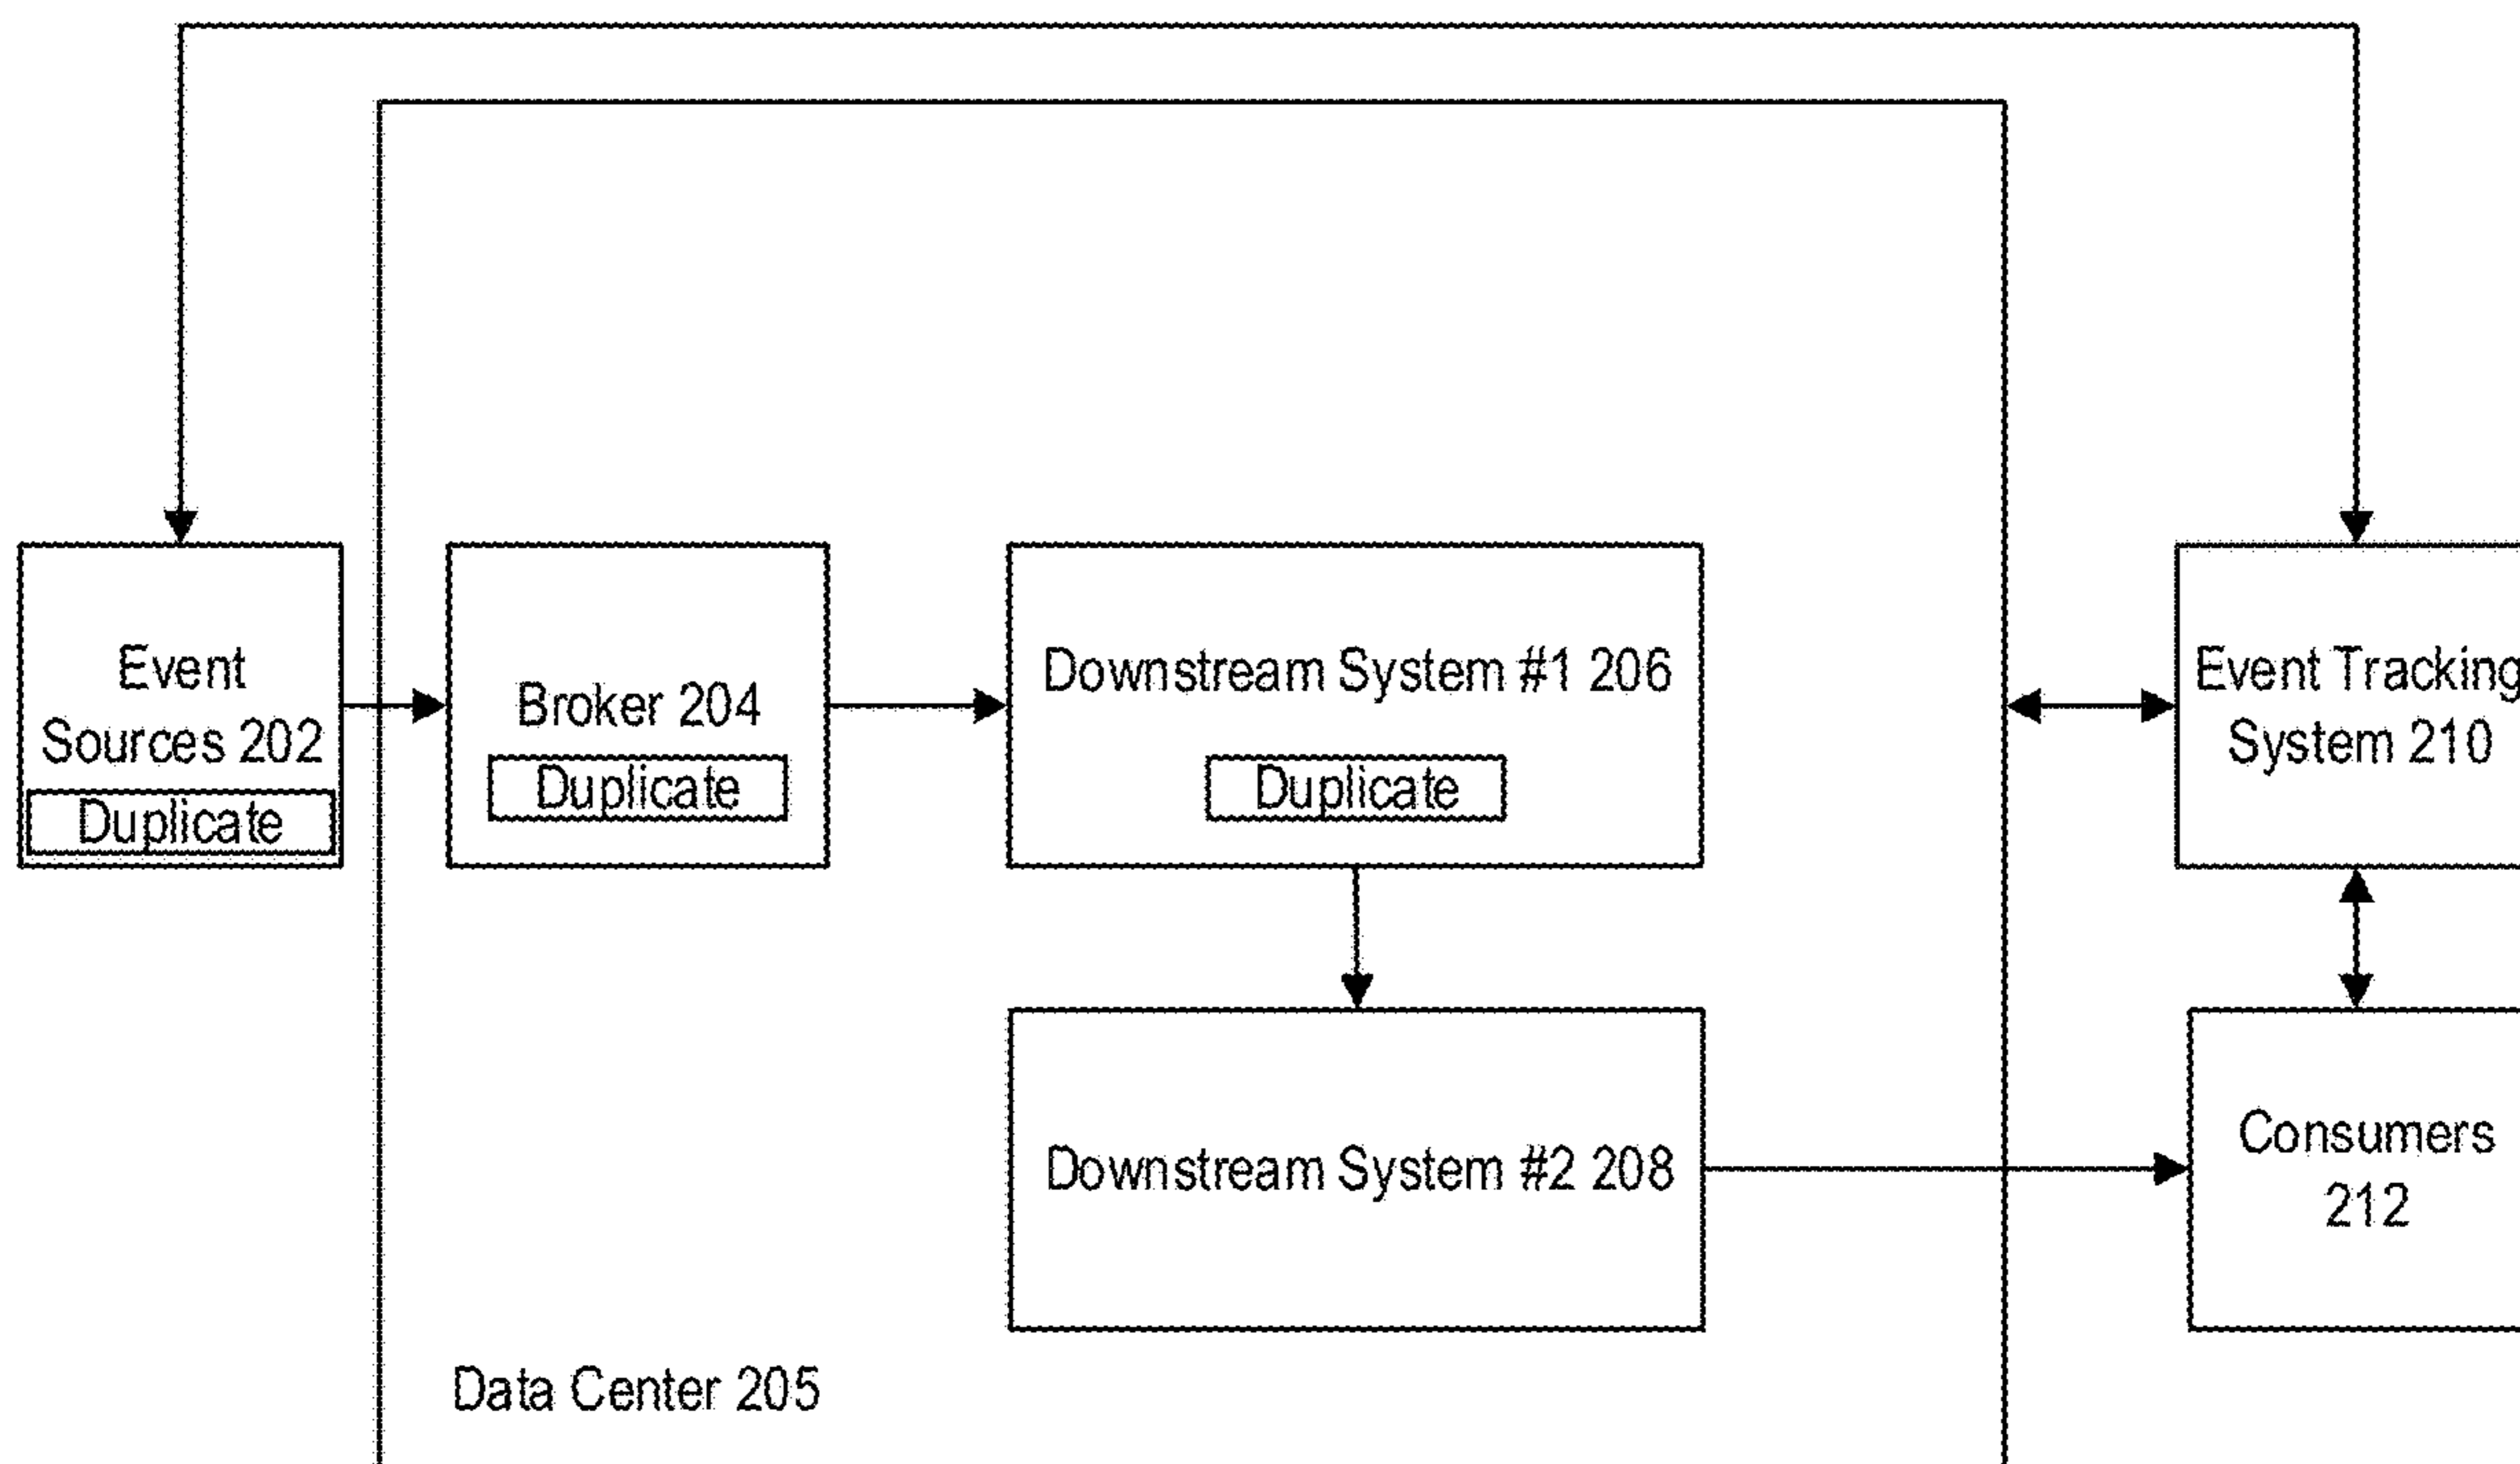 Event
Sources 202
Duplicate
Broker 204
Duplicate
Downstream System #1 206
Duplicate
Event Tracking
System 210
Downstream System #2 208
Consumers
212
Data Center 205